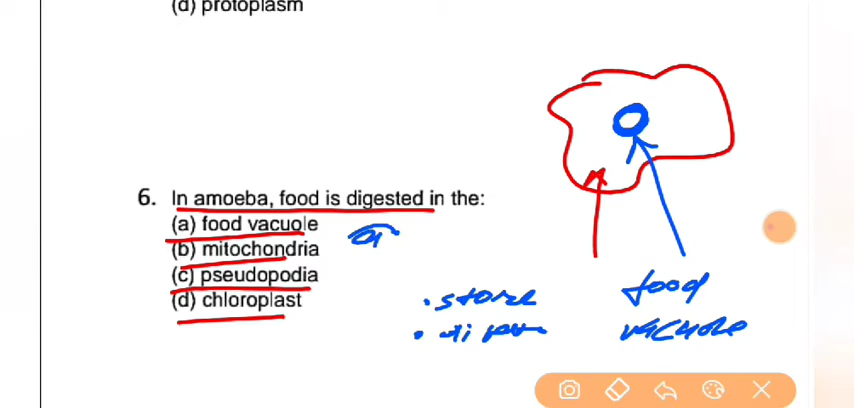 (d) protoplasm
6. In amoeba, food is digested in the:
(a) food vacuole
(b) mitochondria
(c) pseudopodia
(d) chloroplast
• store
food
vacuole